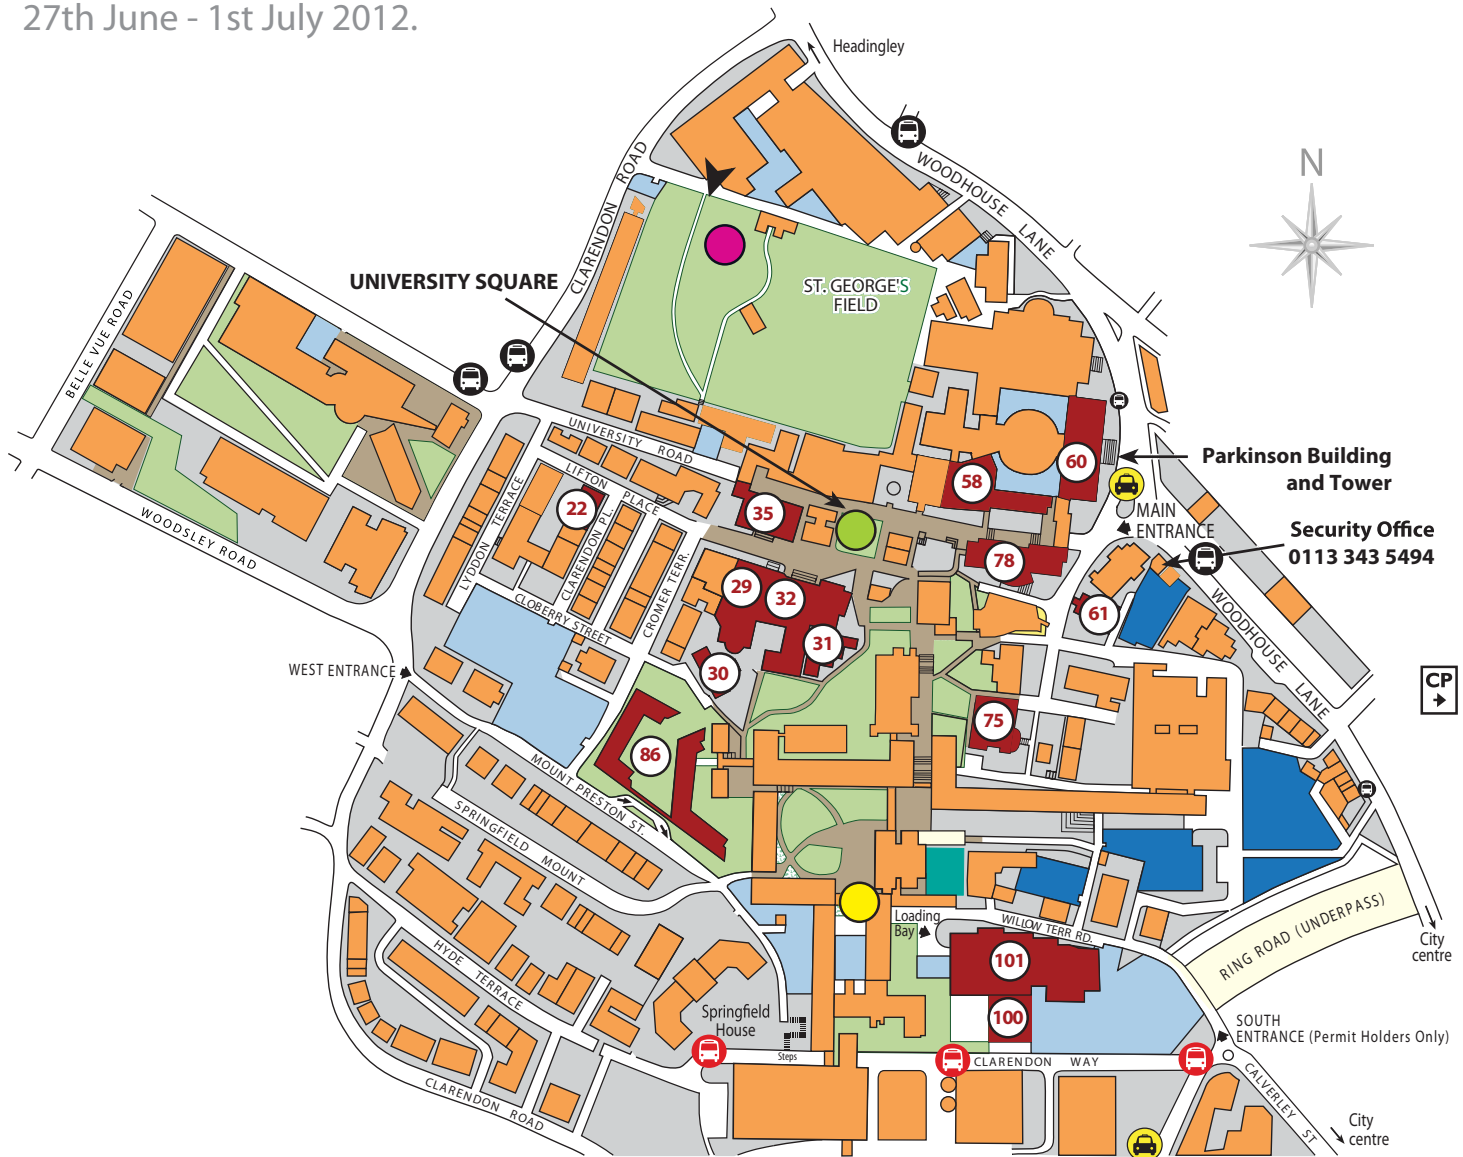 27th June - 1st July 2012.
Headingley
WOODHOUSE LANE
N
CLARENDON ROAD
UNIVERSITY SQUARE
ST. GEORGE'S
FIELD
BELLE VUE ROAD
UNIVERSITY ROAD
60
58
Parkinson Building
and Tower
LIFTON PLACE
22
35
MAIN
ENTRANCE
Security Office
0113 343 5494
WOODSLEY ROAD
LYDDON TERRACE
CLARENDON PL.
CROMER TERR.
78
29
32
61
CLOBERRY STREET
31
WOODHOUSE LANE
WEST ENTRANCE
30
CP
75
86
MOUNT PRESTON ST.
SPRINGFIELD MOUNT
Loading
Bay
WILLOW TERR RD.
RING ROAD (UNDERPASS)
City
centre
HYDE TERRACE
101
100
Springfield
House
Steps
SOUTH
ENTRANCE (Permit Holders Only)
CLARENDON WAY
CLARENDON ROAD
CALVERLEY ST
City
centre